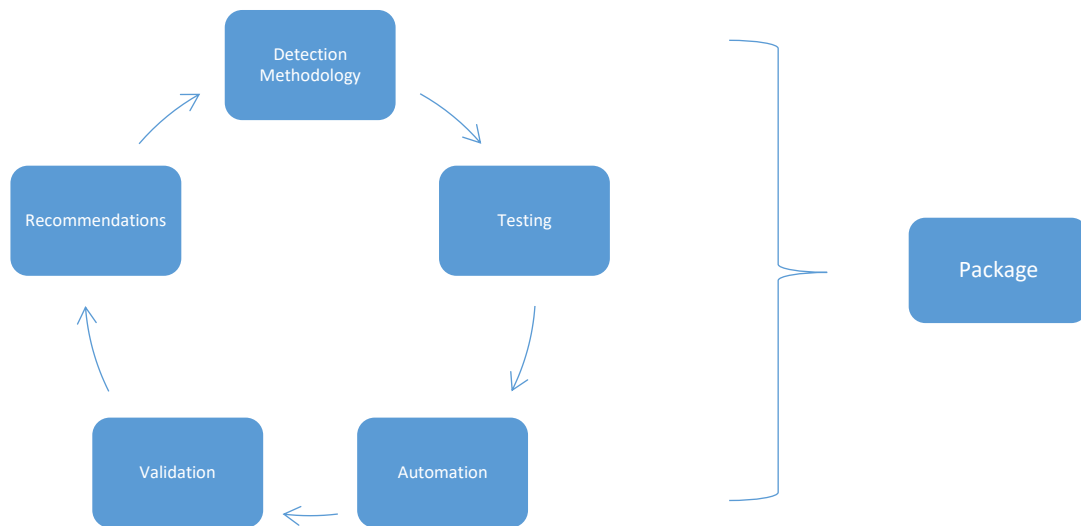 Detection
Methodology
Testing
Automation
Validation
Recommendations
Package